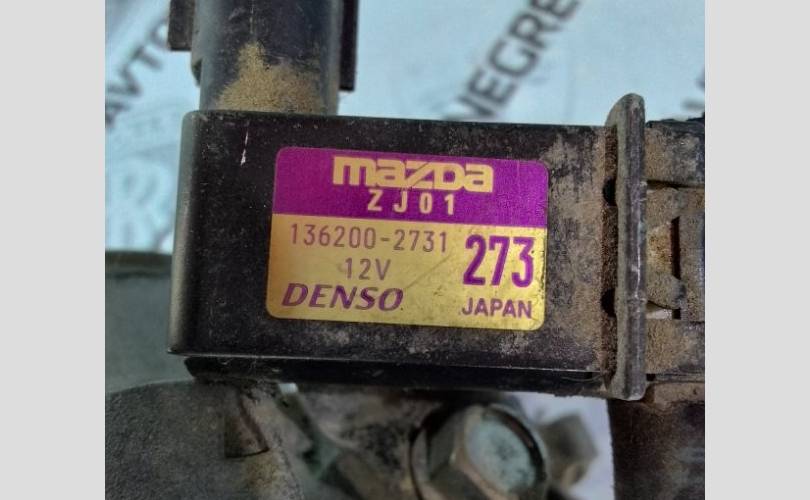 mazda
ZJ01
136200-2731
273
12V
DENSO
JAPAN